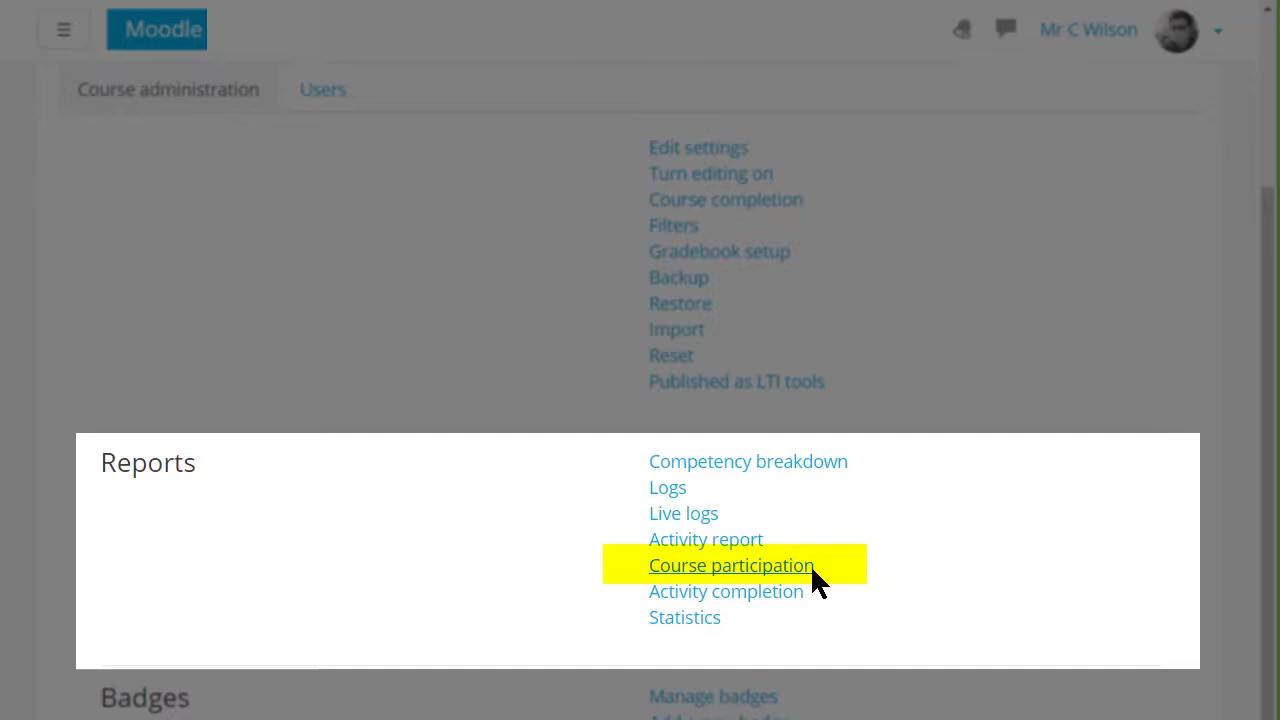 Moodle
Mr C Wilson
Course administration
Users
Edit settings
Turn editing on
Course completion
Filters
Gradebook setup
Backup
Restore
Import
Reset
Published as LTI tools
Reports
Competency breakdown
Logs
Live logs
Activity report
Course participation
Activity completion
Statistics
Badges
Manage badges